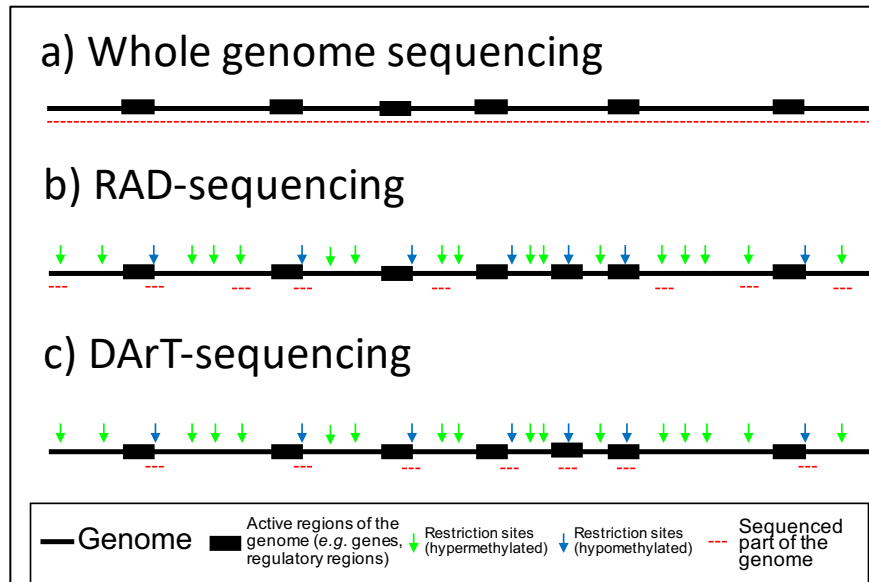 a) Whole genome sequencing
b) RAD-sequencing
c) DArT-sequencing
Genome
Active regions of the
genome (e.g. genes,
regulatory regions)
Restriction sites
(hypermethylated)
Restriction sites
(hypomethylated)
Sequenced
part of the
genome